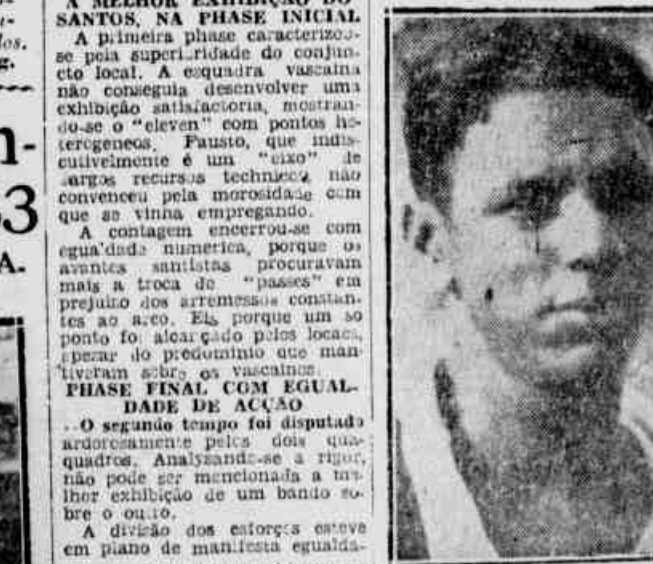 los.
g.
n-
63
A.
A MELHOR EXHIBIÇÃO DO
SANTOS, NA PHASE INICIAL
A primeira phase caracterizou-
se pela superioridade do conjun-
cto local. A esquadra vascaina
não conseguia desenvolver uma
exhibição satisfactoria, mostran-
do-se o "eleven" com pontos he-
terogeneos. Fausto, que indis-
cutivelmente é um "eixo" de
largos recursos technicos, não
convenceu pela morosidade com
que se vinha empregando.
A contagem encerrou-se com
egualdade numerica, porque os
avantes santistas procuravam
mais a troca de "passes" em
prejuizo dos arremessos constan-
tes ao arco. Eis porque um so
ponto foi alcançado pelos locaes,
apezar do predominio que man-
tiveram sobre os vascainos.
PHASE FINAL COM EGUAL-
DADE DE ACÇÃO
O segundo tempo foi disputado
ardorosamente pelos dois qua-
quadros. Analysando-se a rigor,
não pode ser mencionada a me-
lhor exhibição de um bando so-
bre o outro.
A divisão dos esforços esteve
em plano de manifesta egualda-